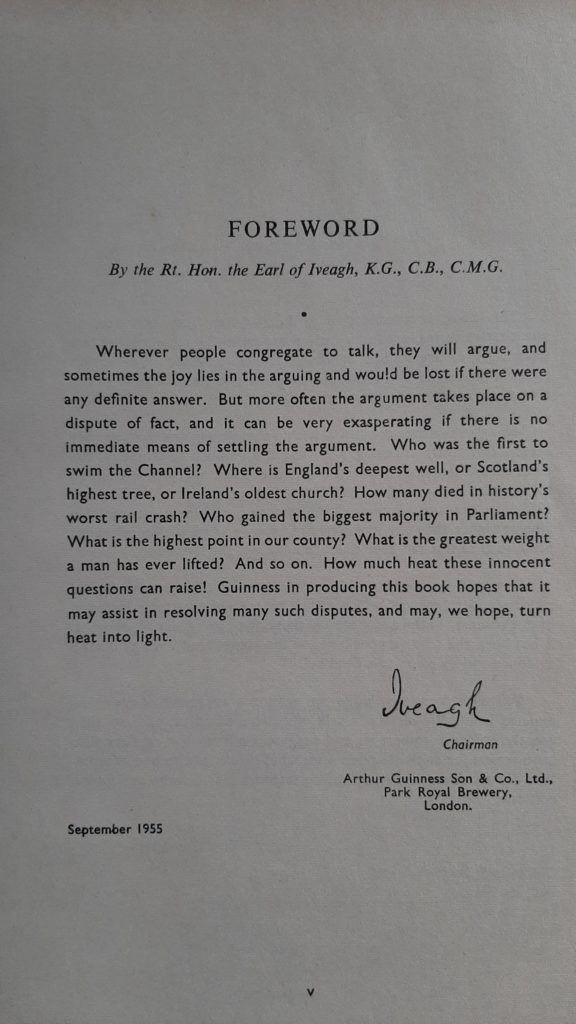 FOREWORD
By the Rt. Hon. the Earl of Iveagh, K.G., C.B., C.M.G.
•
Wherever people congregate to talk, they will argue, and
sometimes the joy lies in the arguing and would be lost if there were
any definite answer. But more often the argument takes place on a
dispute of fact, and it can be very exasperating if there is no
immediate means of settling the argument. Who was the first to
swim the Channel? Where is England's deepest well, or Scotland's
highest tree, or Ireland's oldest church? How many died in history's
worst rail crash? Who gained the biggest majority in Parliament?
What is the highest point in our county? What is the greatest weight
a man has ever lifted? And so on. How much heat these innocent
questions can raise! Guinness in producing this book hopes that it
may assist in resolving many such disputes, and may, we hope, turn
heat into light.
Iveagh
Chairman
Arthur Guinness Son & Co., Ltd.,
Park Royal Brewery,
London.
September 1955
v